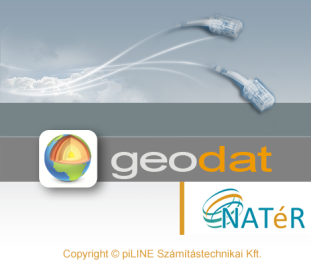 geodat
NATéR
Copyright © piLINE Számítástechnikai Kft.